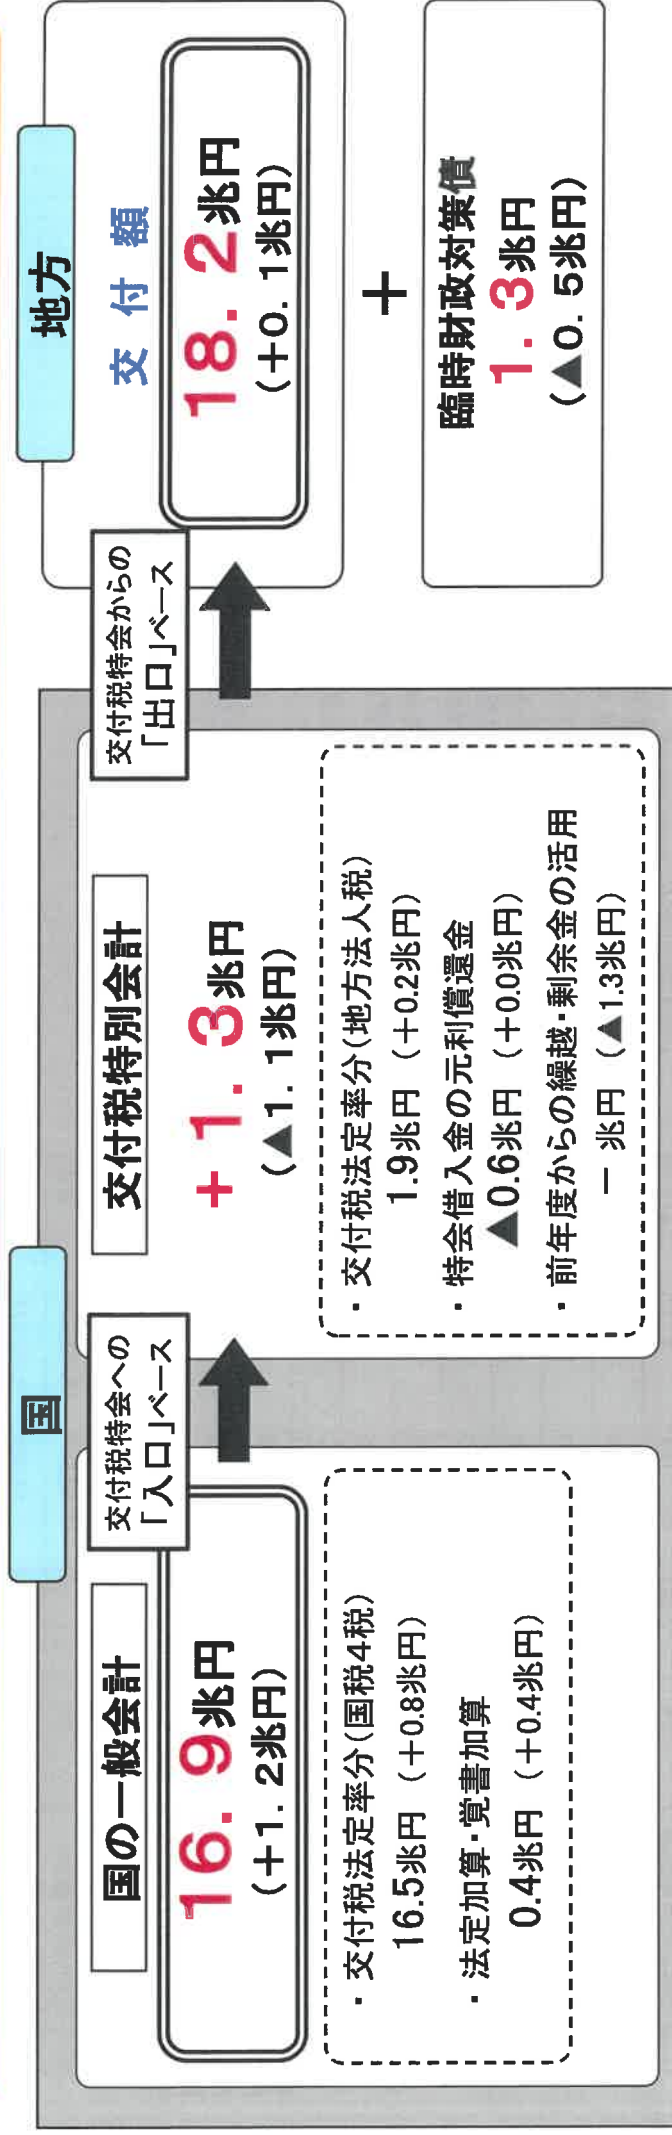 国
国の一般会計
16.9兆円
(+1.2兆円)
・交付税法定率分(国税4税)
16.5兆円(+0.8兆円)
・法定加算・覚書加算
0.4兆円(+0.4兆円)
交付税特会への
「入口」ベース
交付税特別会計
+1.3兆円
(▲1.1兆円)
・交付税法定率分(地方法人税)
1.9兆円(+0.2兆円)
・特会借入金の元利償還金
▲0.6兆円(+0.0兆円)
・前年度からの繰越・剰余金の活用
－兆円(▲1.3兆円)
交付税特会からの
「出口」ベース
地方
交付額
18.2兆円
(+0.1兆円)
+
臨時財政対策債
1.3兆円
(▲0.5兆円)